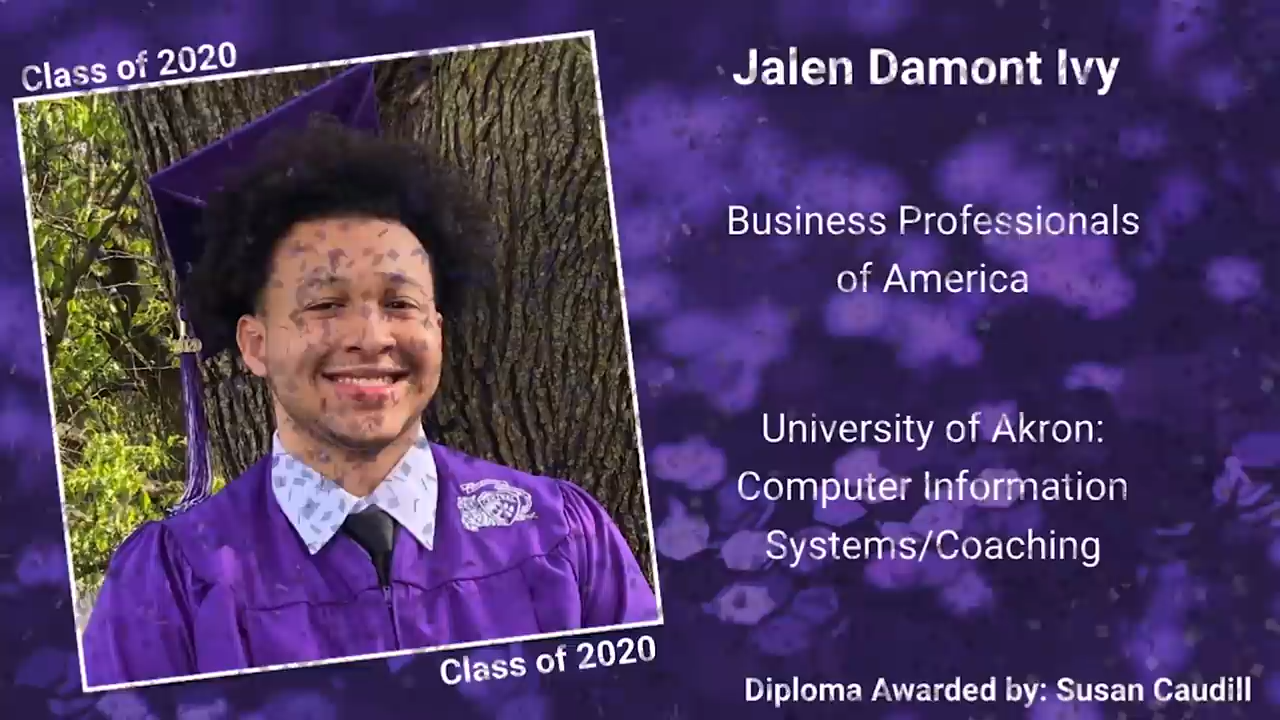 Class of 2020
Jalen Damont Ivy
Business Professionals
of America
University of Akron:
Computer Information
Systems/Coaching
Class of 2020
Diploma Awarded by: Susan Caudill